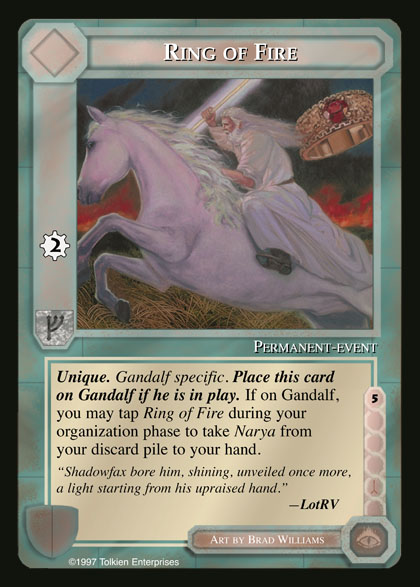 Ring of Fire
2
Permanent-event
Unique. Gandalf specific. Place this card
on Gandalf if he is in play. If on Gandalf,
you may tap Ring of Fire during your
organization phase to take Narya from
your discard pile to your hand.
“Shadowfax bore him, shining, unveiled once more,
a light starting from his upraised hand.”
—LotRV
5
Art by Brad Williams
©1997 Tolkien Enterprises